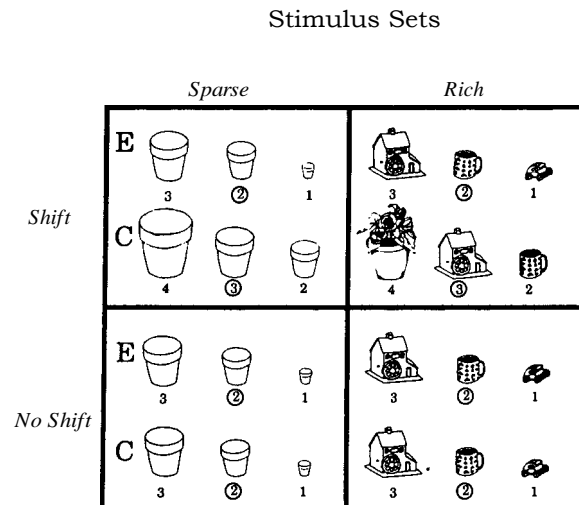 Stimulus Sets
Sparse Rich
E
3 ② 1 3 ② 1
Shift
C
4 ③ 2 4 ③ 2
E
3 ② 1 3 ② 1
No Shift
C
3 ② 1 3 ② 1